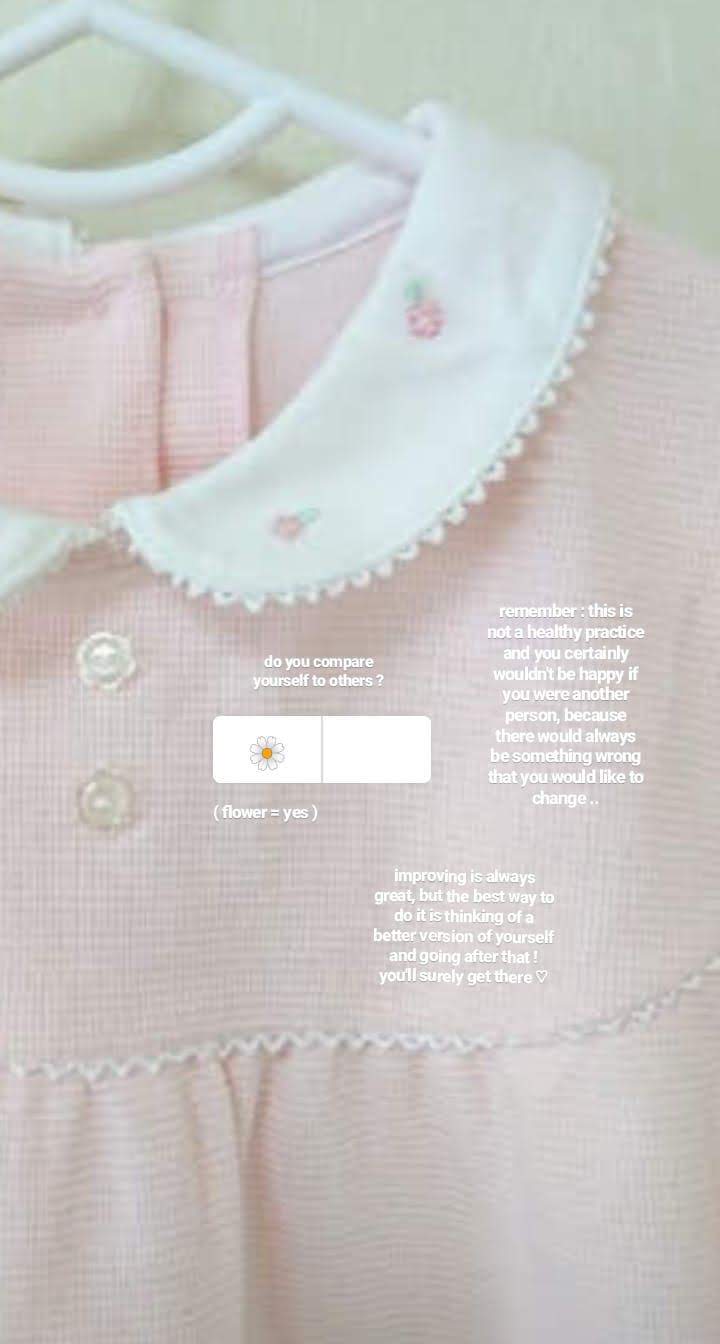 do you compare
yourself to others ?
( flower = yes )
remember : this is
not a healthy practice
and you certainly
wouldn't be happy if
you were another
person, because
there would always
be something wrong
that you would like to
change ..
improving is always
great, but the best way to
do it is thinking of a
better version of yourself
and going after that !
you'll surely get there ♡